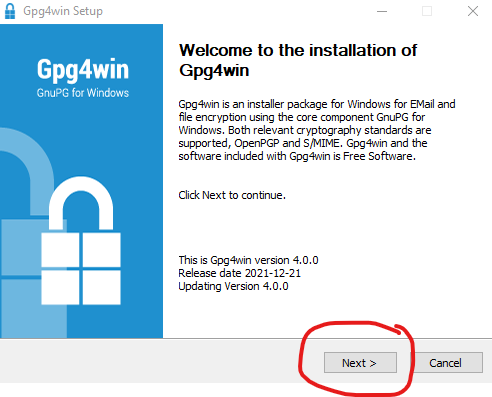 Gpg4win Setup
Gpg4win
GnuPG for Windows
Welcome to the installation of
Gpg4win
Gpg4win is an installer package for Windows for EMail and
file encryption using the core component GnuPG for
Windows. Both relevant cryptography standards are
supported, OpenPGP and S/MIME. Gpg4win and the
software included with Gpg4win is Free Software.
Click Next to continue.
This is Gpg4win version 4.0.0
Release date 2021-12-21
Updating Version 4.0.0
Next >
Cancel